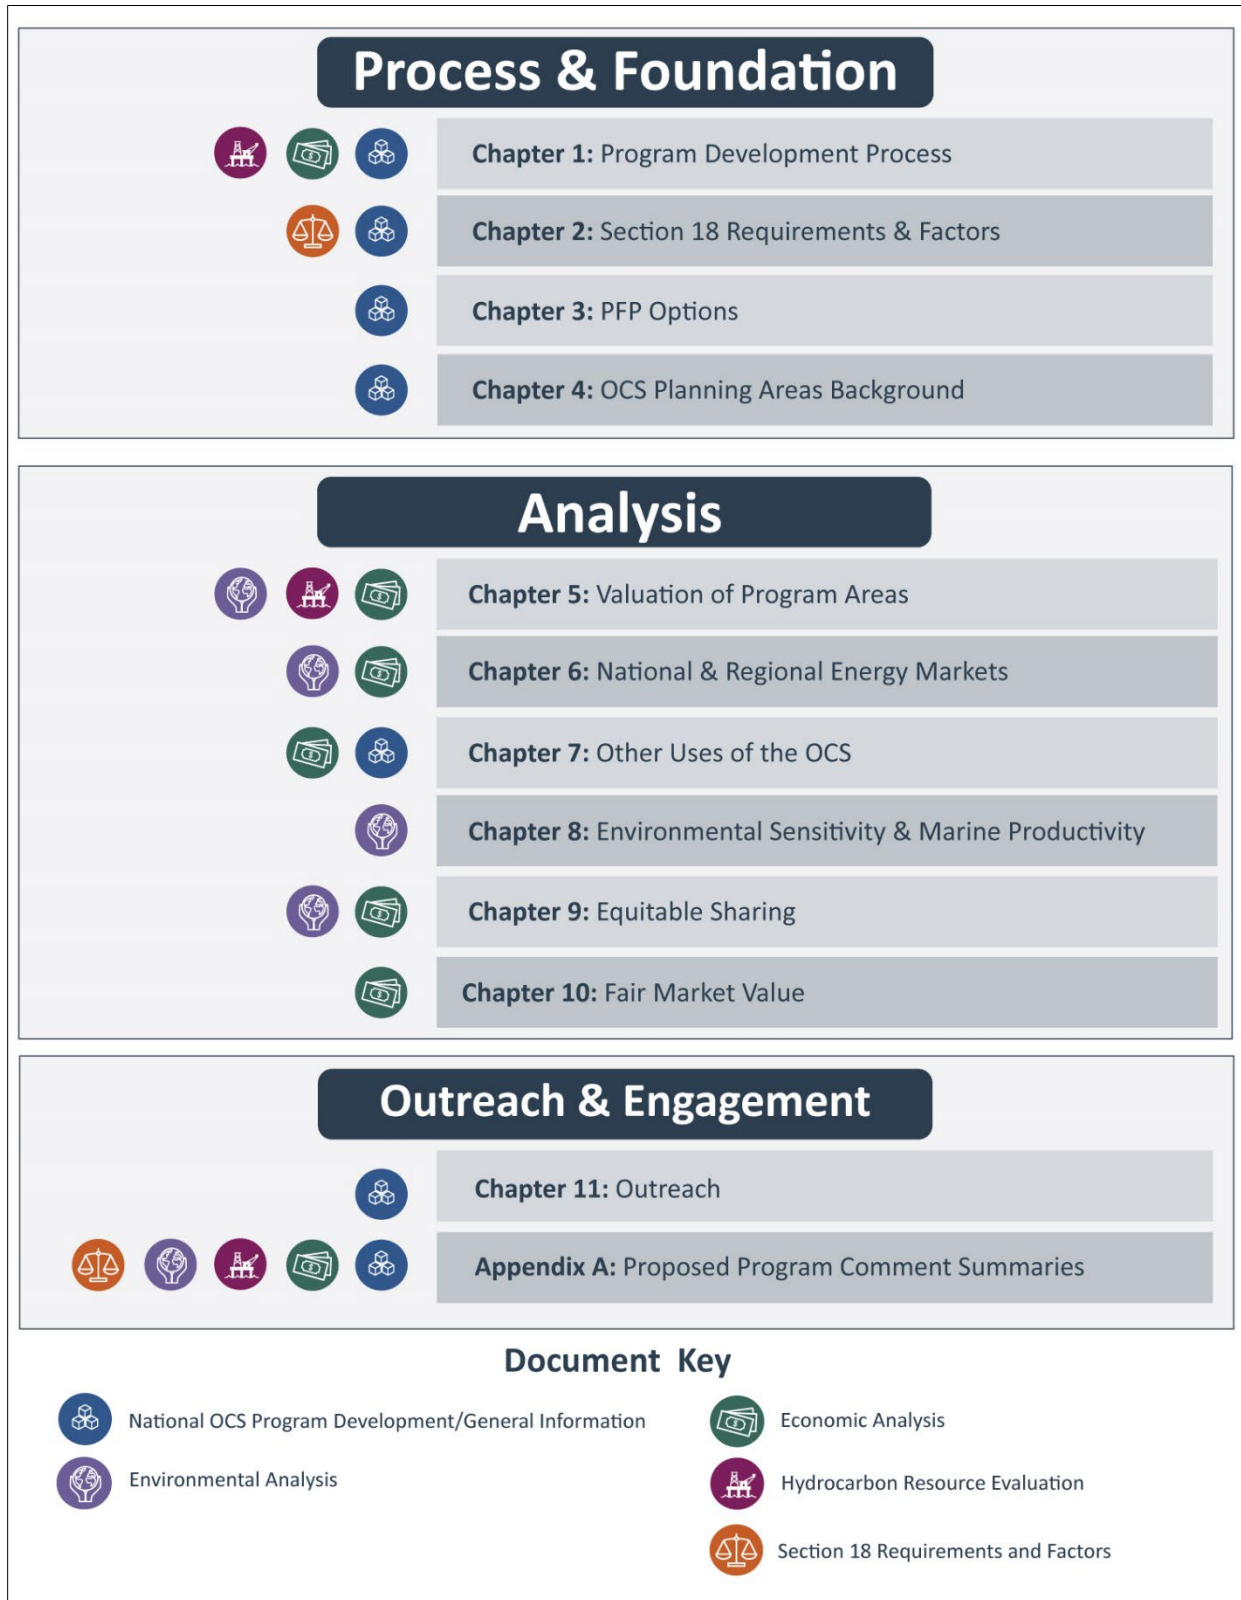 Process & Foundation
Chapter 1: Program Development Process
Chapter 2: Section 18 Requirements & Factors
Chapter 3: PFP Options
Chapter 4: OCS Planning Areas Background
Analysis
Chapter 5: Valuation of Program Areas
Chapter 6: National & Regional Energy Markets
Chapter 7: Other Uses of the OCS
Chapter 8: Environmental Sensitivity & Marine Productivity
Chapter 9: Equitable Sharing
Chapter 10: Fair Market Value
Outreach & Engagement
Chapter 11: Outreach
Appendix A: Proposed Program Comment Summaries
Document Key
National OCS Program Development/General Information
Environmental Analysis
Economic Analysis
Hydrocarbon Resource Evaluation
Section 18 Requirements and Factors